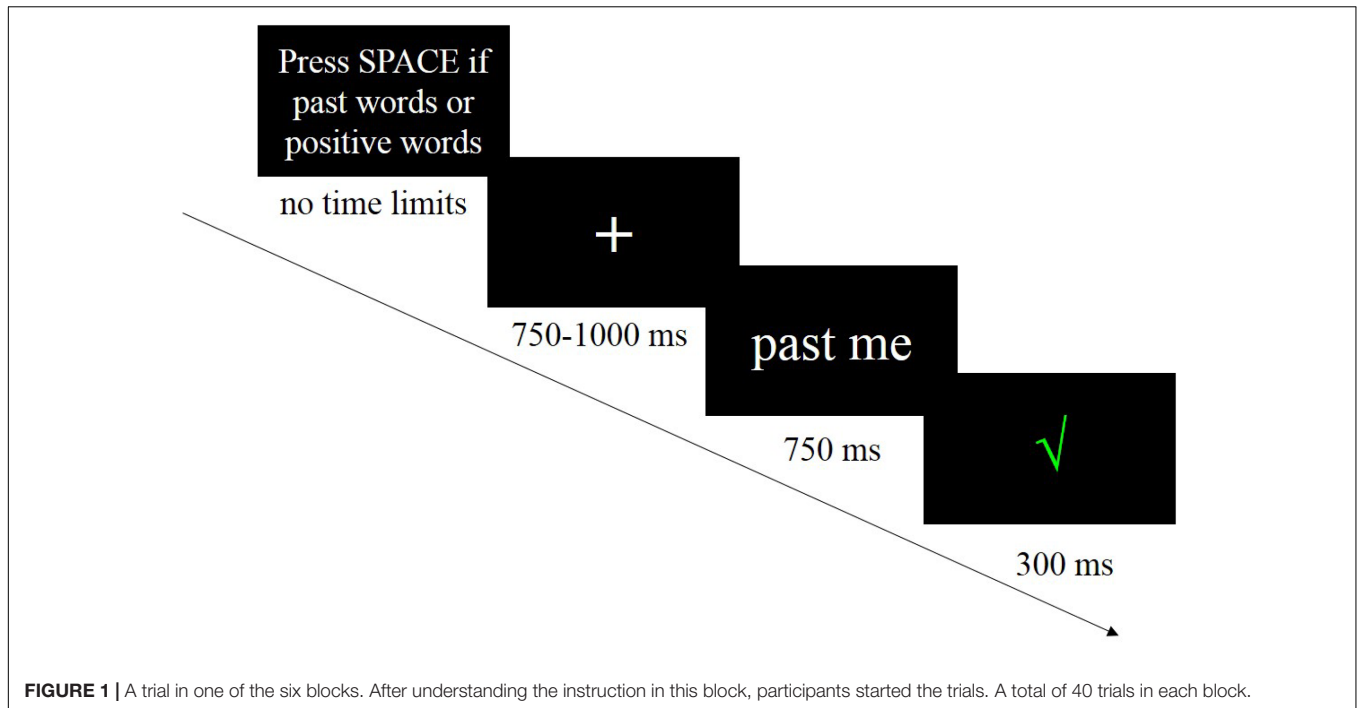 Press SPACE if
past words or
positive words
no time limits
+
750-1000 ms
past me
750 ms
√
300 ms
FIGURE 1 | A trial in one of the six blocks. After understanding the instruction in this block, participants started the trials. A total of 40 trials in each block.